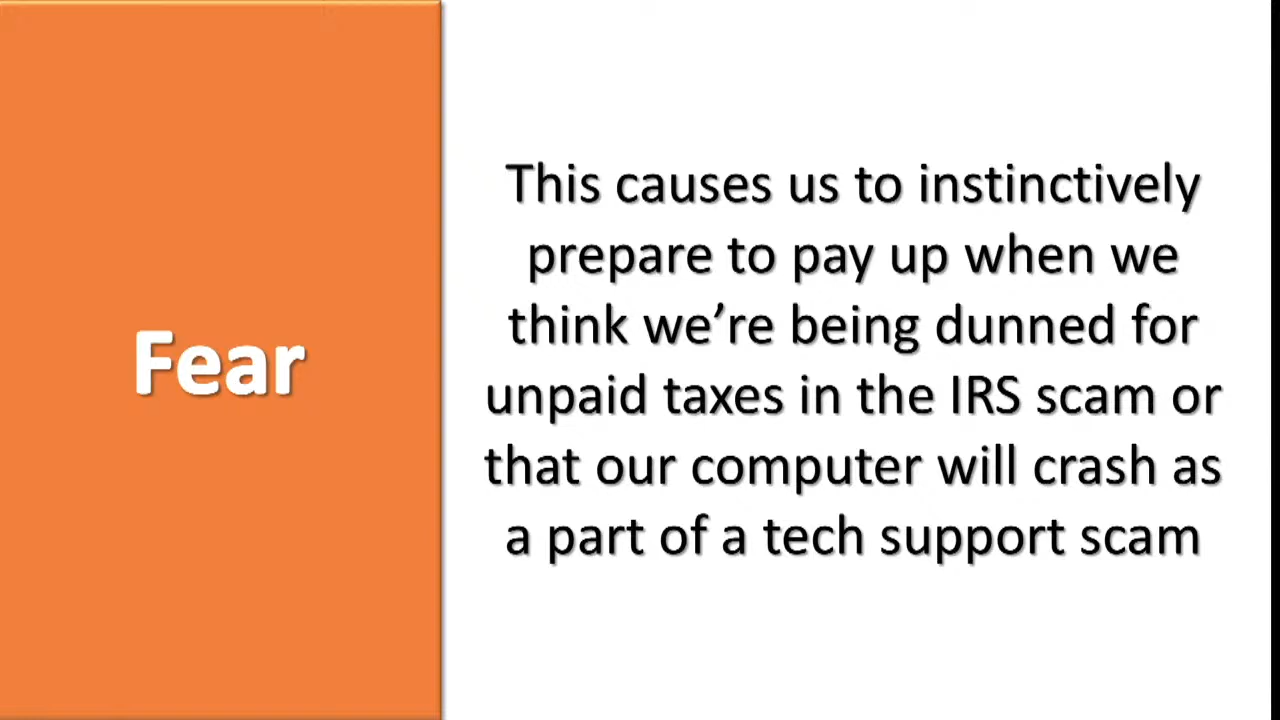 Fear
This causes us to instinctively
prepare to pay up when we
think we’re being dunned for
unpaid taxes in the IRS scam or
that our computer will crash as
a part of a tech support scam